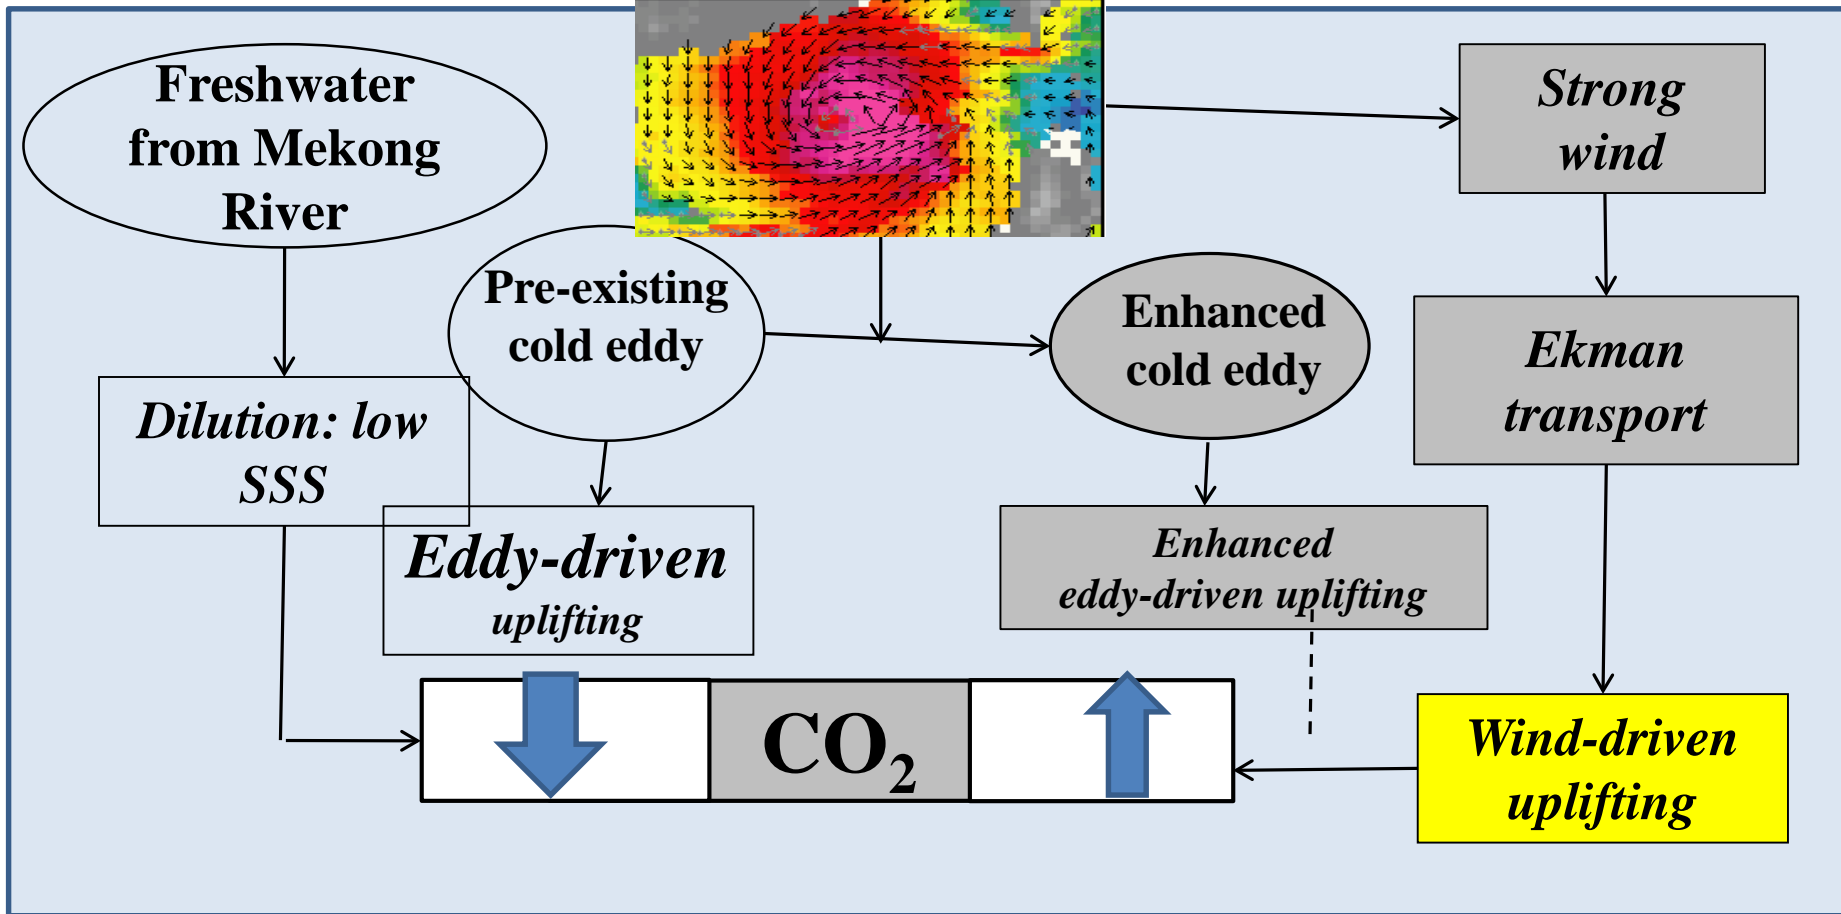 Freshwater
from Mekong
River
Strong
wind
Pre-existing
cold eddy
Enhanced
cold eddy
Ekman
transport
Dilution: low
SSS
Eddy-driven
uplifting
Enhanced
eddy-driven uplifting
CO₂
Wind-driven
uplifting